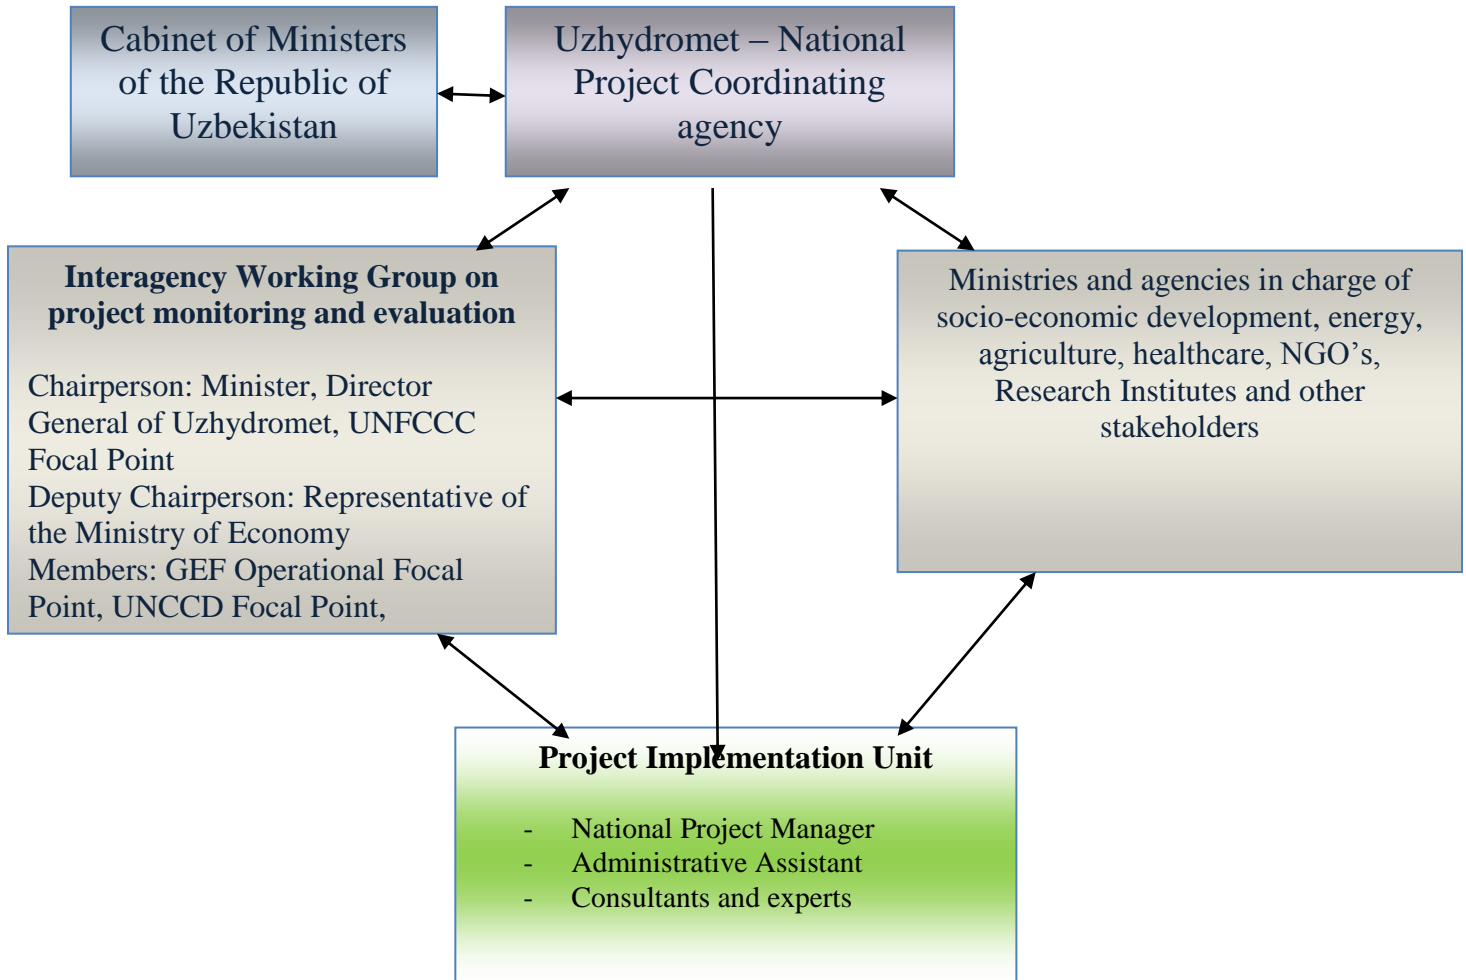 Cabinet of Ministers
of the Republic of
Uzbekistan
Uzhydromet – National
Project Coordinating
agency
Interagency Working Group on
project monitoring and evaluation
Chairperson: Minister, Director
General of Uzhydromet, UNFCCC
Focal Point
Deputy Chairperson: Representative of
the Ministry of Economy
Members: GEF Operational Focal
Point, UNCCD Focal Point,
Ministries and agencies in charge of
socio-economic development, energy,
agriculture, healthcare, NGO’s,
Research Institutes and other
stakeholders
Project Implementation Unit
- National Project Manager
- Administrative Assistant
- Consultants and experts